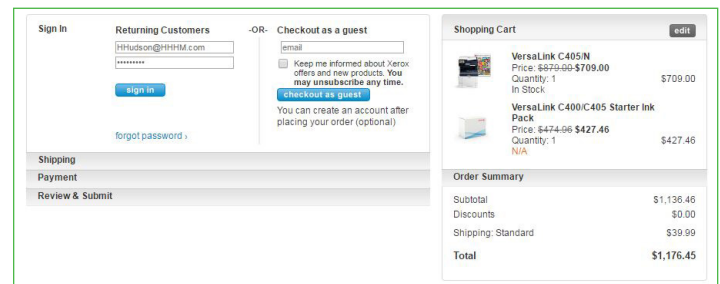 Sign In
Returning Customers
-OR-
Checkout as a guest
HHudson@HHHM.com
•••••••••
sign in
forgot password ›
email
Keep me informed about Xerox
offers and new products. You
may unsubscribe any time.
checkout as guest
You can create an account after
placing your order (optional)
Shipping
Payment
Review & Submit
Shopping Cart
edit
VersaLink C405/N
Price: $879.00 $709.00
Quantity: 1 $709.00
In Stock
VersaLink C400/C405 Starter Ink
Pack
Price: $474.96 $427.46
Quantity: 1 $427.46
N/A
Order Summary
Subtotal $1,136.46
Discounts $0.00
Shipping: Standard $39.99
Total $1,176.45